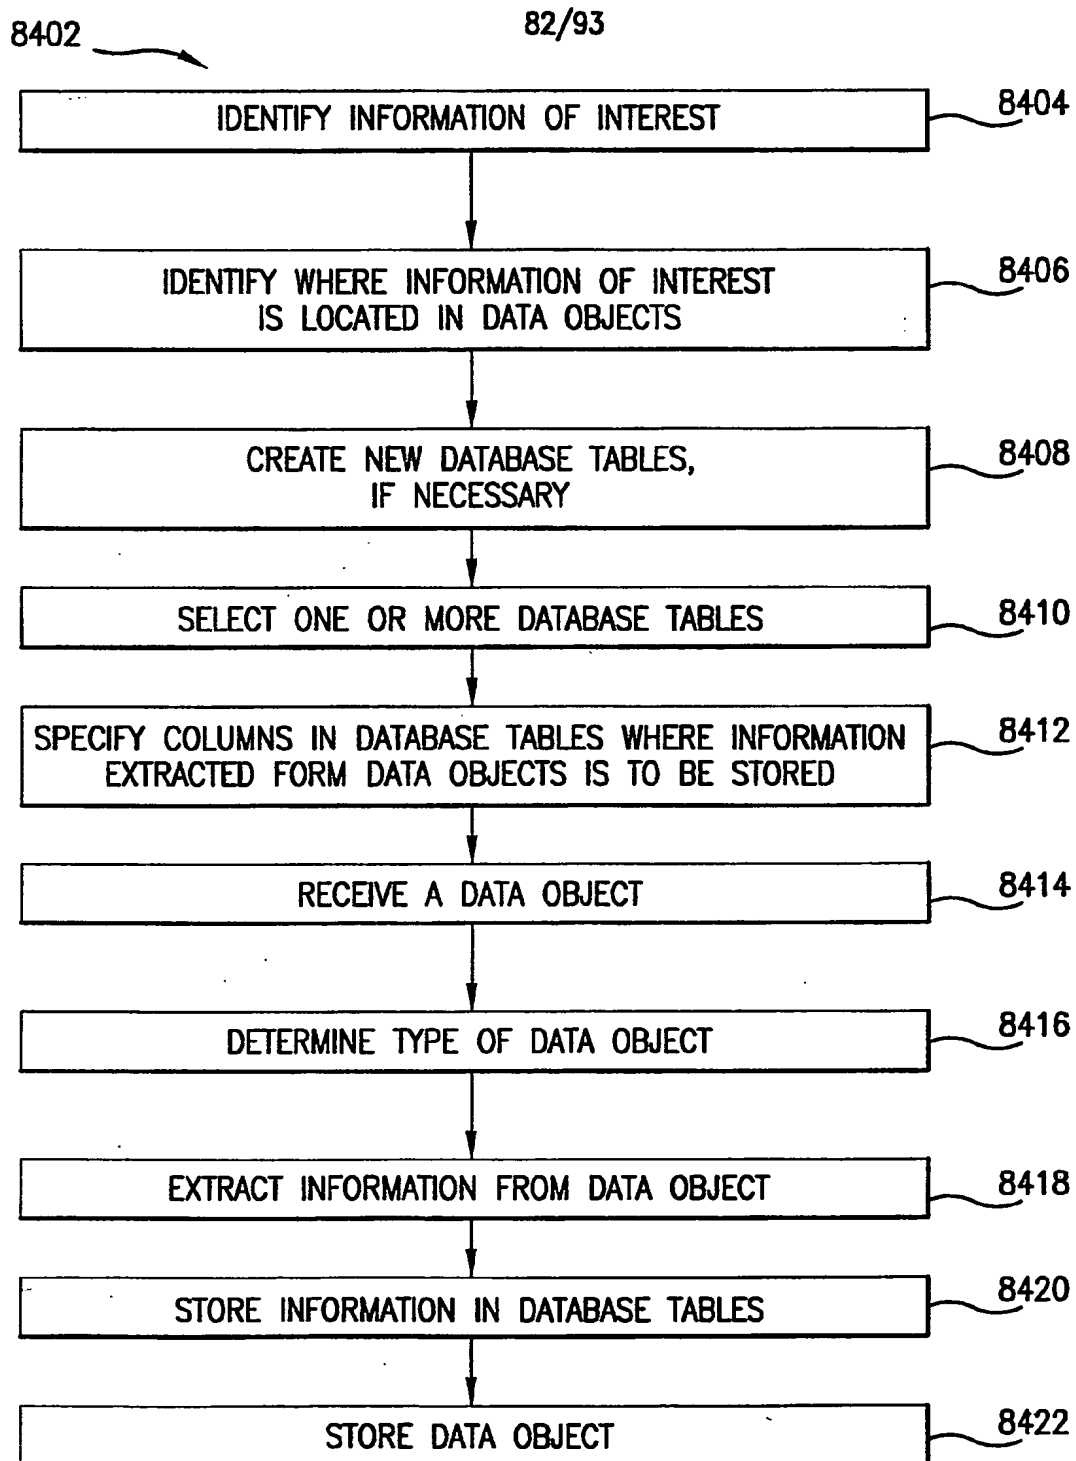 82/93
8402
IDENTIFY INFORMATION OF INTEREST
8404
IDENTIFY WHERE INFORMATION OF INTEREST
IS LOCATED IN DATA OBJECTS
8406
CREATE NEW DATABASE TABLES,
IF NECESSARY
8408
SELECT ONE OR MORE DATABASE TABLES
8410
SPECIFY COLUMNS IN DATABASE TABLES WHERE INFORMATION
EXTRACTED FORM DATA OBJECTS IS TO BE STORED
8412
RECEIVE A DATA OBJECT
8414
DETERMINE TYPE OF DATA OBJECT
8416
EXTRACT INFORMATION FROM DATA OBJECT
8418
STORE INFORMATION IN DATABASE TABLES
8420
STORE DATA OBJECT
8422